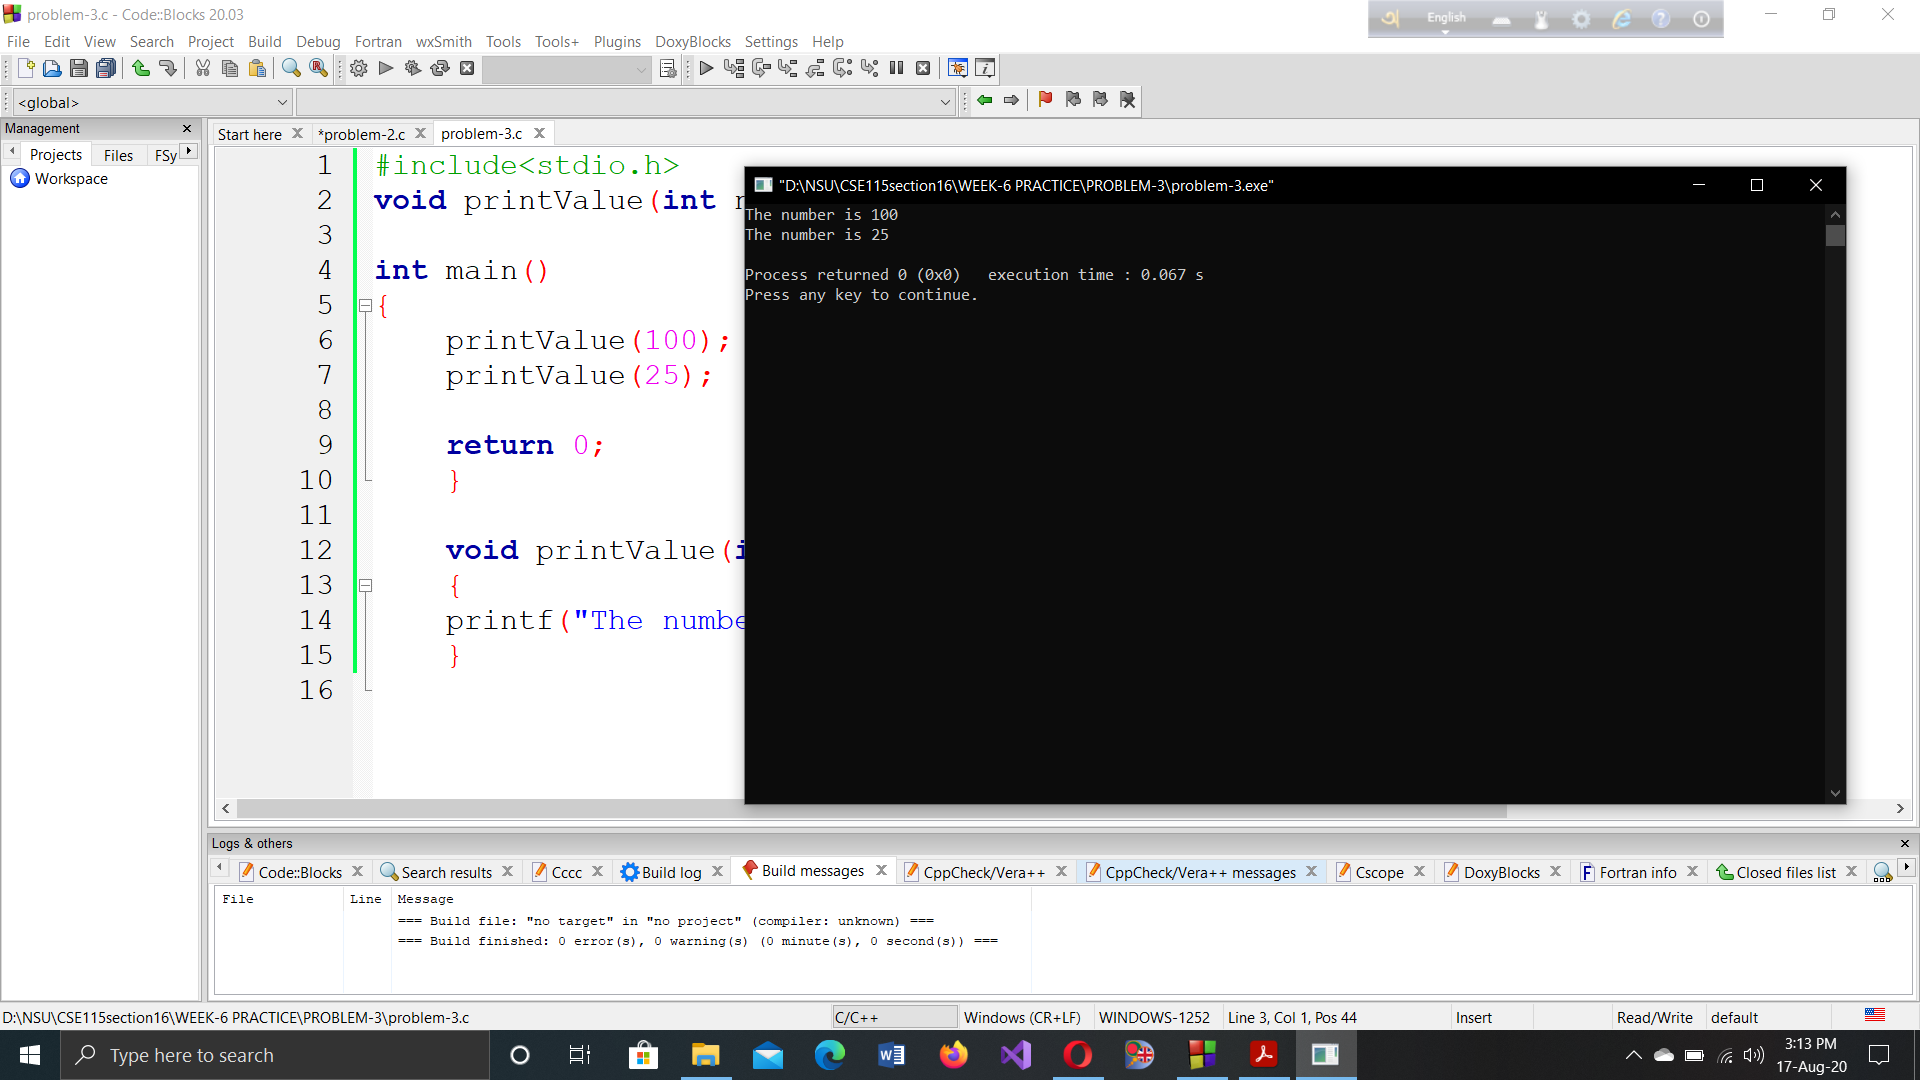 problem-3.c - Code::Blocks 20.03
English
File Edit View Search Project Build Debug Fortran wxSmith Tools Tools+ Plugins DoxyBlocks Settings Help
<global>
Management
Projects Files FSy
Workspace
Start here *problem-2.c problem-3.c
1 #include<stdio.h>
2 void printValue(int
3
4 int main()
5 {
6 printValue(100);
7 printValue(25);
8
9 return 0;
10 }
11
12 void printValue(i
13 {
14 printf("The numbe
15 }
16
"D:\NSU\CSE115section16\WEEK-6 PRACTICE\PROBLEM-3\problem-3.exe"
The number is 100
The number is 25
Process returned 0 (0x0)   execution time : 0.067 s
Press any key to continue.
Logs & others
Code::Blocks Search results Cccc Build log Build messages CppCheck/Vera++ CppCheck/Vera++ messages Cscope DoxyBlocks Fortran info Closed files list
File Line Message
=== Build file: "no target" in "no project" (compiler: unknown) ===
=== Build finished: 0 error(s), 0 warning(s) (0 minute(s), 0 second(s)) ===
D:\NSU\CSE115section16\WEEK-6 PRACTICE\PROBLEM-3\problem-3.c C/C++ Windows (CR+LF) WINDOWS-1252 Line 3, Col 1, Pos 44 Insert Read/Write default
Type here to search
3:13 PM
17-Aug-20